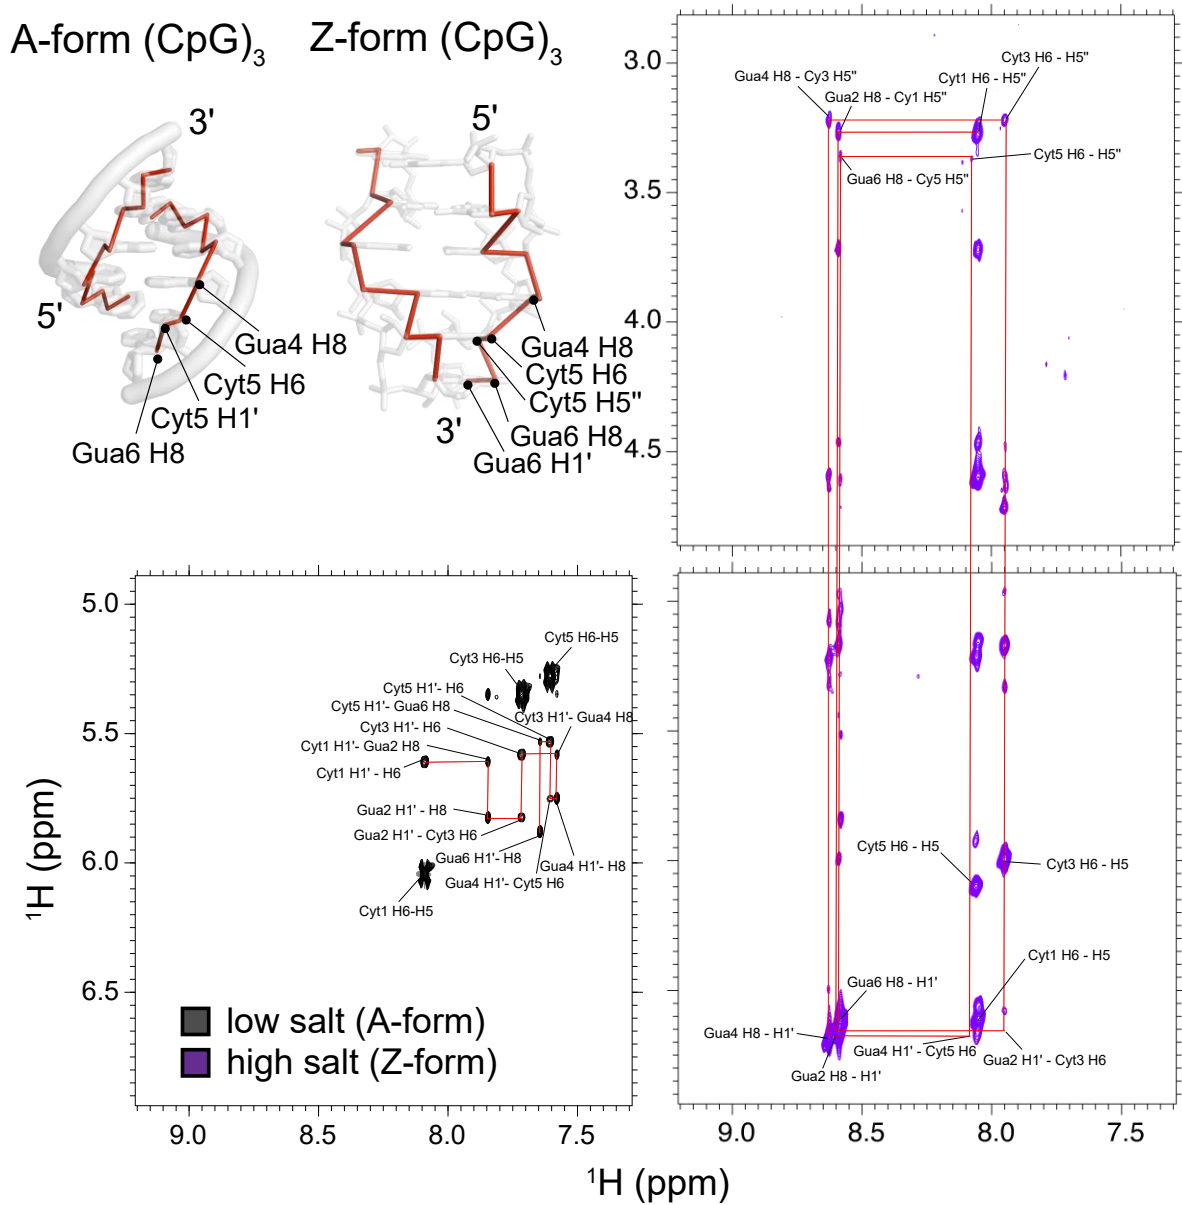 A-form (CpG)3
Z-form (CpG)3
3'
5'
Gua4 H8
Cyt5 H6
Cyt5 H1'
Gua6 H8
5'
3'
Gua4 H8
Cyt5 H6
Cyt5 H5"
Gua6 H8
Gua6 H1'
3.0
3.5
4.0
4.5
Gua4 H8 - Cy3 H5"
Gua2 H8 - Cy1 H5"
Cyt1 H6 - H5"
Cyt3 H6 - H5"
Cyt5 H6 - H5"
Gua6 H8 - Cy5 H5"
5.0
5.5
6.0
6.5
Cyt5 H6-H5
Cyt3 H6-H5
Cyt5 H1'- H6
Cyt5 H1'- Gua6 H8
Cyt3 H1'- Gua4 H8
Cyt3 H1'- H6
Cyt1 H1'- Gua2 H8
Cyt1 H1' - H6
Gua2 H1' - H8
Gua2 H1' - Cyt3 H6
Gua6 H1'- H8
Gua4 H1'- H8
Gua4 H1'- Cyt5 H6
Cyt1 H6-H5
low salt (A-form)
high salt (Z-form)
9.0
8.5
8.0
7.5
Cyt5 H6 - H5
Cyt3 H6 - H5
Cyt1 H6 - H5
Gua6 H8 - H1'
Gua4 H8 - H1'
Gua4 H1' - Cyt5 H6
Gua2 H1' - Cyt3 H6
Gua2 H8 - H1'
9.0
8.5
8.0
7.5
1H (ppm)
1H (ppm)